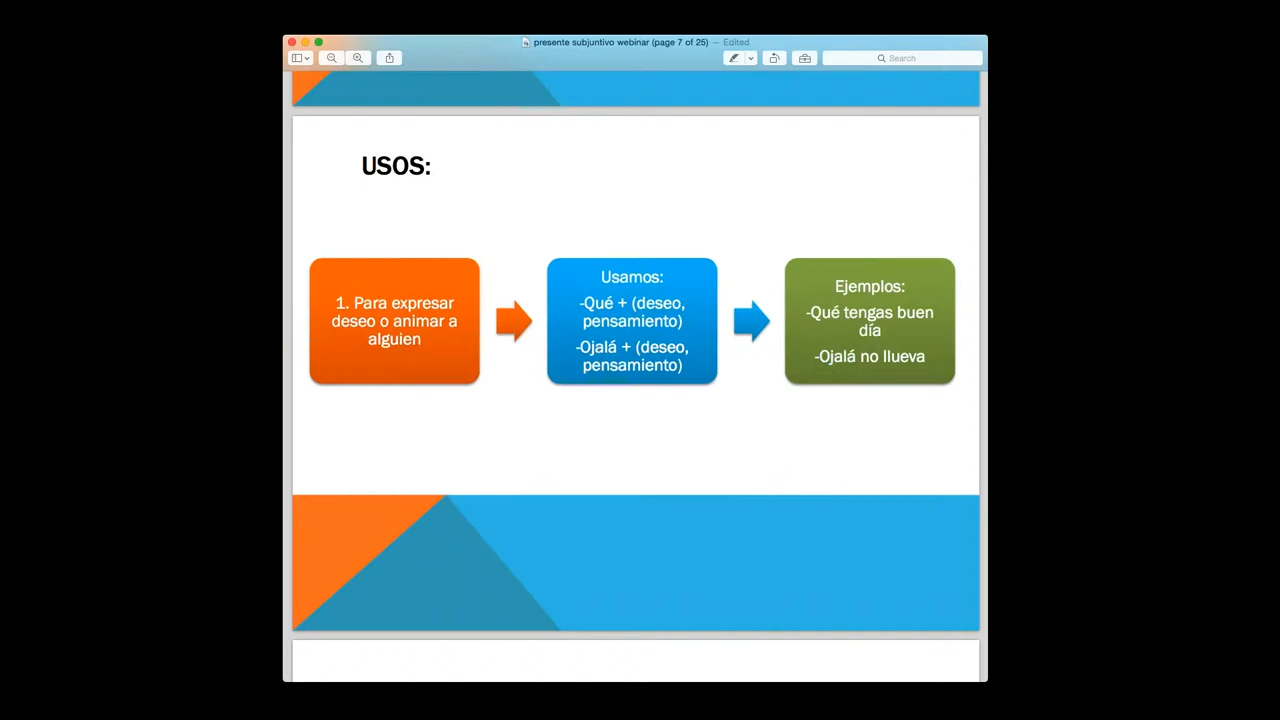 presente subjuntivo webinar (page 7 of 25) — Edited
Search
USOS:
1. Para expresar
deseo o animar a
alguien
Usamos:
-Qué + (deseo,
pensamiento)
-Ojalá + (deseo,
pensamiento)
Ejemplos:
-Qué tengas buen
día
-Ojalá no llueva